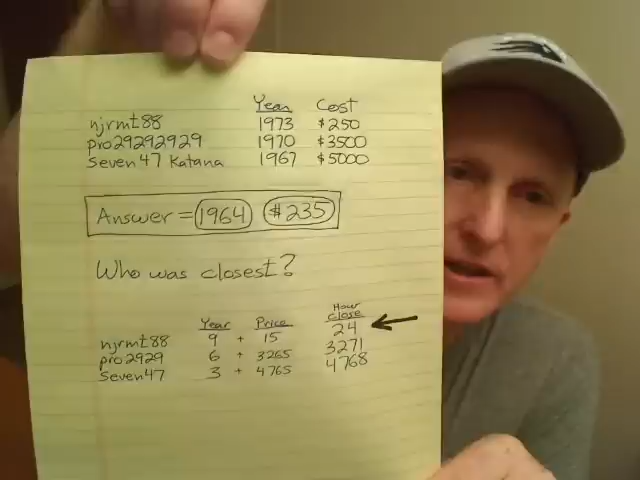 Year Cost
njrmt88 1973 $250
pro29292929 1970 $3500
Seven47 Katana 1967 $5000
Answer = 1964 $235
Who was closest?
Year Price How close
njrmt88 9 + 15 24
pro2929 6 + 3265 3271
Seven47 3 + 4765 4768